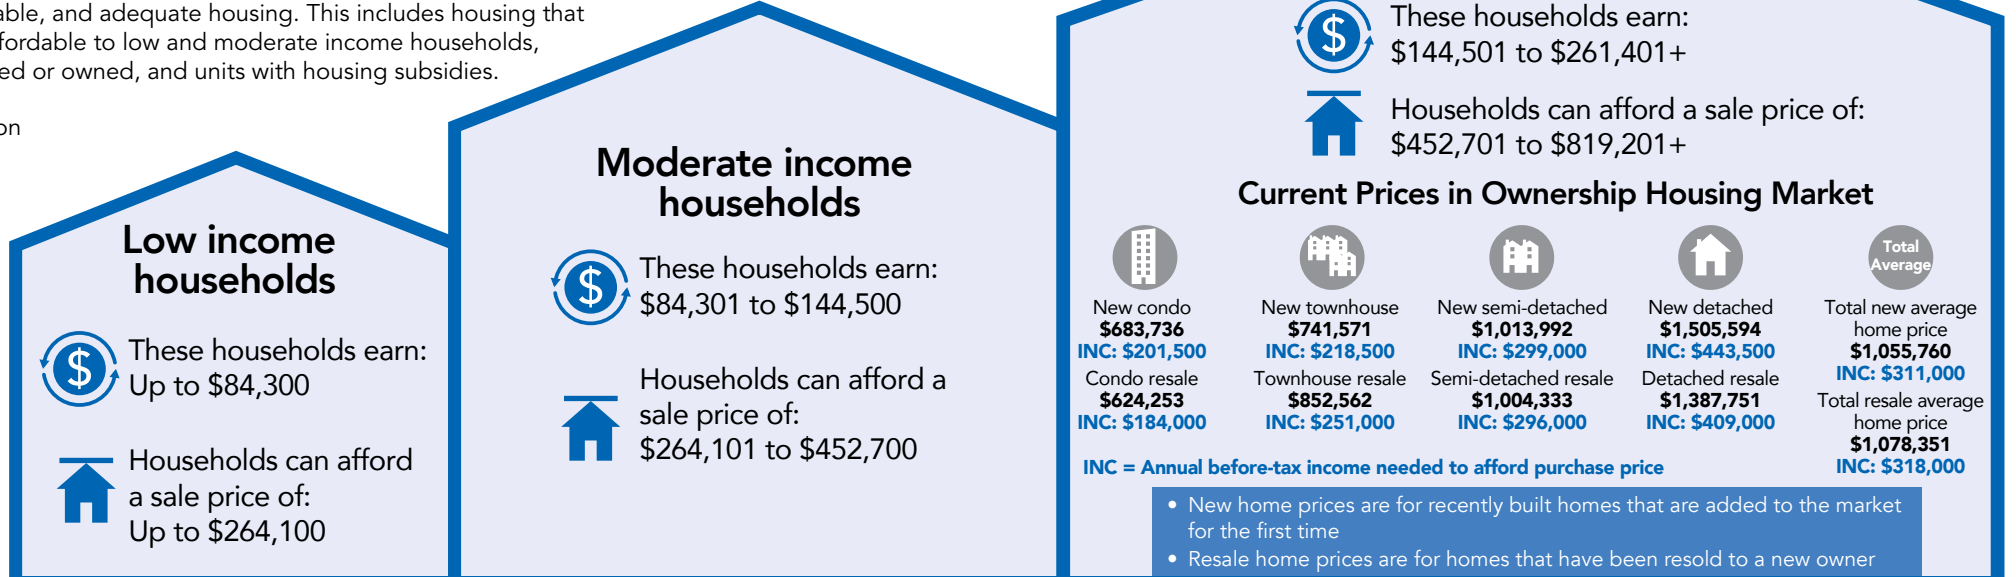 able, and adequate housing. This includes housing that
ffordable to low and moderate income households,
ed or owned, and units with housing subsidies.
on
Low income
households
$
These households earn:
Up to $84,300
Households can afford
a sale price of:
Up to $264,100
Moderate income
households
$
These households earn:
$84,301 to $144,500
Households can afford a
sale price of:
$264,101 to $452,700
$
These households earn:
$144,501 to $261,401+
Households can afford a sale price of:
$452,701 to $819,201+
Current Prices in Ownership Housing Market
New condo
$683,736
INC: $201,500
Condo resale
$624,253
INC: $184,000
New townhouse
$741,571
INC: $218,500
Townhouse resale
$852,562
INC: $251,000
New semi-detached
$1,013,992
INC: $299,000
Semi-detached resale
$1,004,333
INC: $296,000
New detached
$1,505,594
INC: $443,500
Detached resale
$1,387,751
INC: $409,000
Total
Average
Total new average
home price
$1,055,760
INC: $311,000
Total resale average
home price
$1,078,351
INC: $318,000
INC = Annual before-tax income needed to afford purchase price
• New home prices are for recently built homes that are added to the market
for the first time
• Resale home prices are for homes that have been resold to a new owner